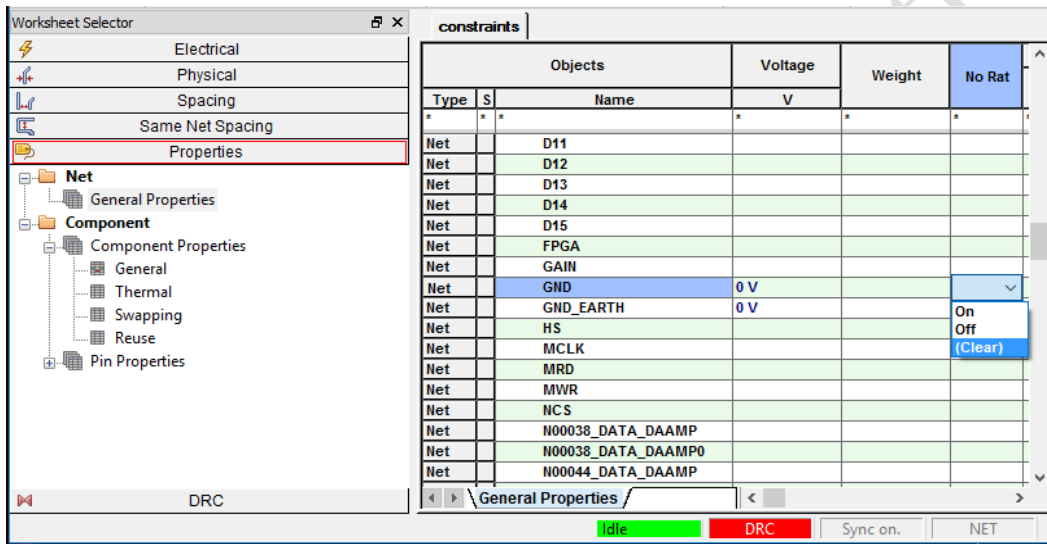 Worksheet Selector
Electrical
Physical
Spacing
Same Net Spacing
Properties
Net
General Properties
Component
Component Properties
General
Thermal
Swapping
Reuse
Pin Properties
DRC
constraints
Objects Voltage Weight No Rat
Type S Name V
* * * * * *
Net D11
Net D12
Net D13
Net D14
Net D15
Net FPGA
Net GAIN
Net GND 0 V
Net GND_EARTH 0 V
Net HS
Net MCLK
Net MRD
Net MWR
Net NCS
Net N00038_DATA_DAAMP
Net N00038_DATA_DAAMP0
Net N00044_DATA_DAAMP
On
Off
(Clear)
General Properties
Idle DRC Sync on. NET